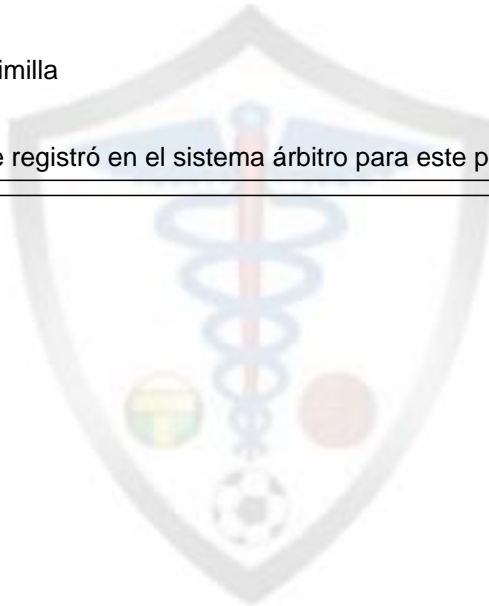 imilla
e registró en el sistema árbitro para este p